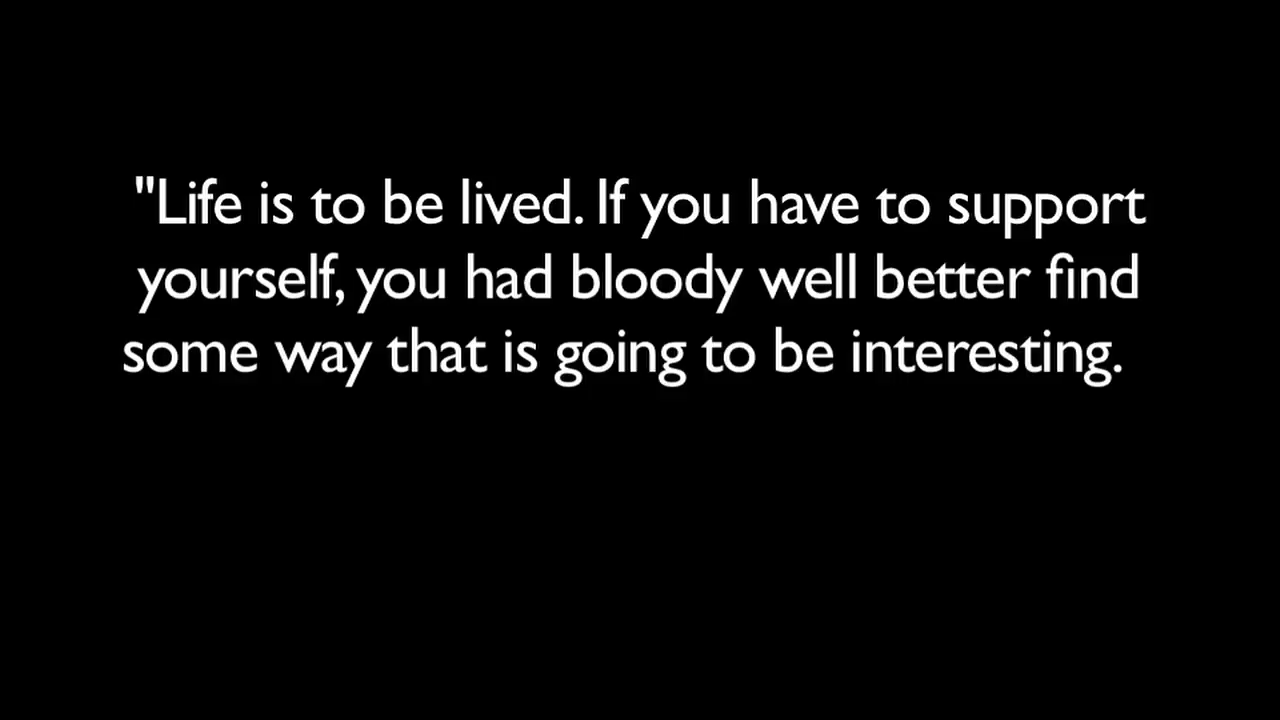 "Life is to be lived. If you have to support
yourself, you had bloody well better find
some way that is going to be interesting.